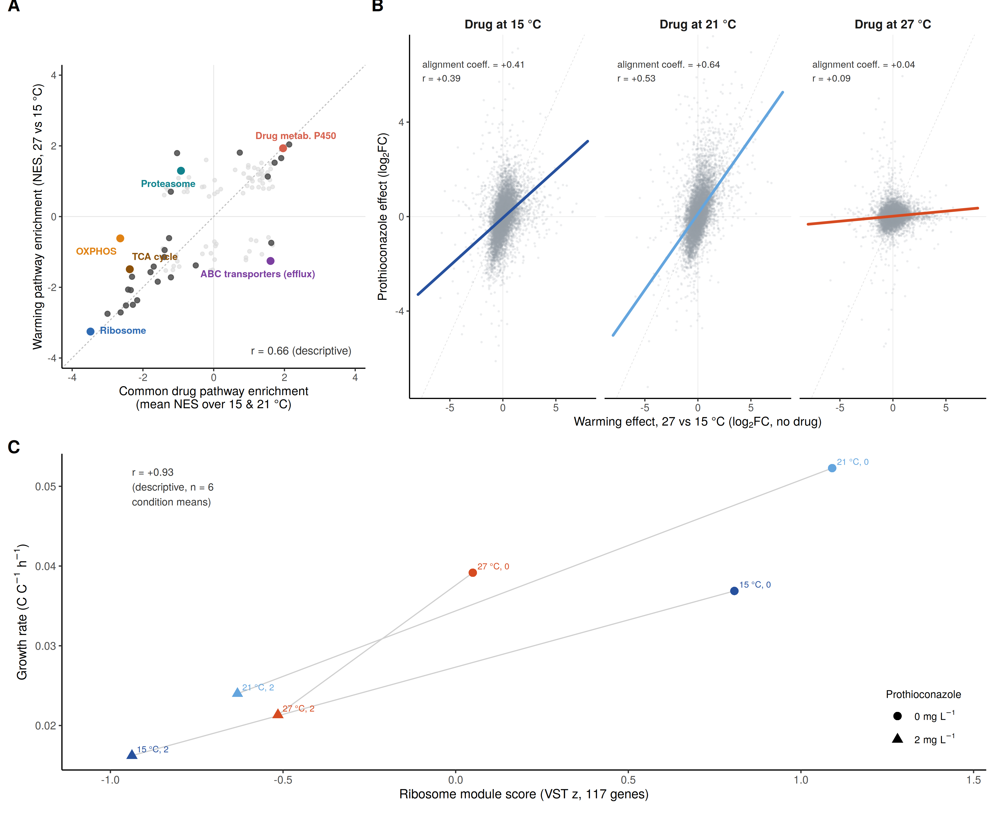 A
Warming pathway enrichment (NES, 27 vs 15 °C)
4
2
0
-2
-4
Drug metab. P450
Proteasome
OXPHOS
TCA cycle
ABC transporters (efflux)
Ribosome
r = 0.66 (descriptive)
-4 -2 0 2 4
Common drug pathway enrichment
(mean NES over 15 & 21 °C)
B
Prothioconazole effect (log₂FC)
4
0
-4
Drug at 15 °C
alignment coeff. = +0.41
r = +0.39
-5 0 5
Drug at 21 °C
alignment coeff. = +0.64
r = +0.53
-5 0 5
Drug at 27 °C
alignment coeff. = +0.04
r = +0.09
-5 0 5
Warming effect, 27 vs 15 °C (log₂FC, no drug)
C
Growth rate (C C⁻¹ h⁻¹)
0.05
0.04
0.03
0.02
r = +0.93
(descriptive, n = 6
condition means)
21 °C, 0
27 °C, 0
15 °C, 0
21 °C, 2
27 °C, 2
15 °C, 2
Prothioconazole
0 mg L⁻¹
2 mg L⁻¹
-1.0 -0.5 0.0 0.5 1.0 1.5
Ribosome module score (VST z, 117 genes)